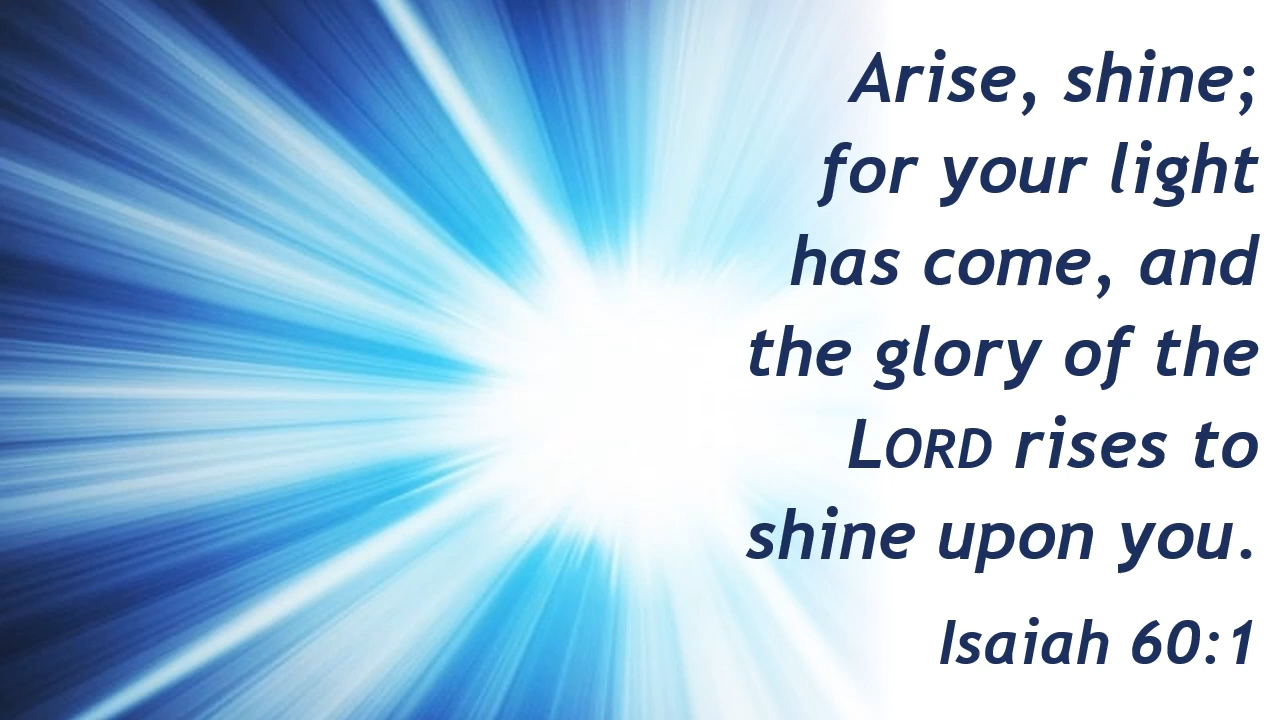 Arise, shine;
for your light
has come, and
the glory of the
LORD rises to
shine upon you.
Isaiah 60:1